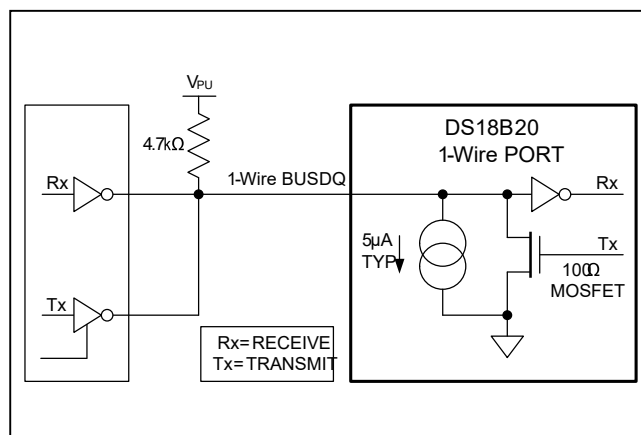 VPU
4.7kΩ
Rx
1-Wire BUSDQ
Tx
Rx= RECEIVE
Tx= TRANSMIT
DS18B20
1-Wire PORT
Rx
5µA
TYP
Tx
100Ω
MOSFET